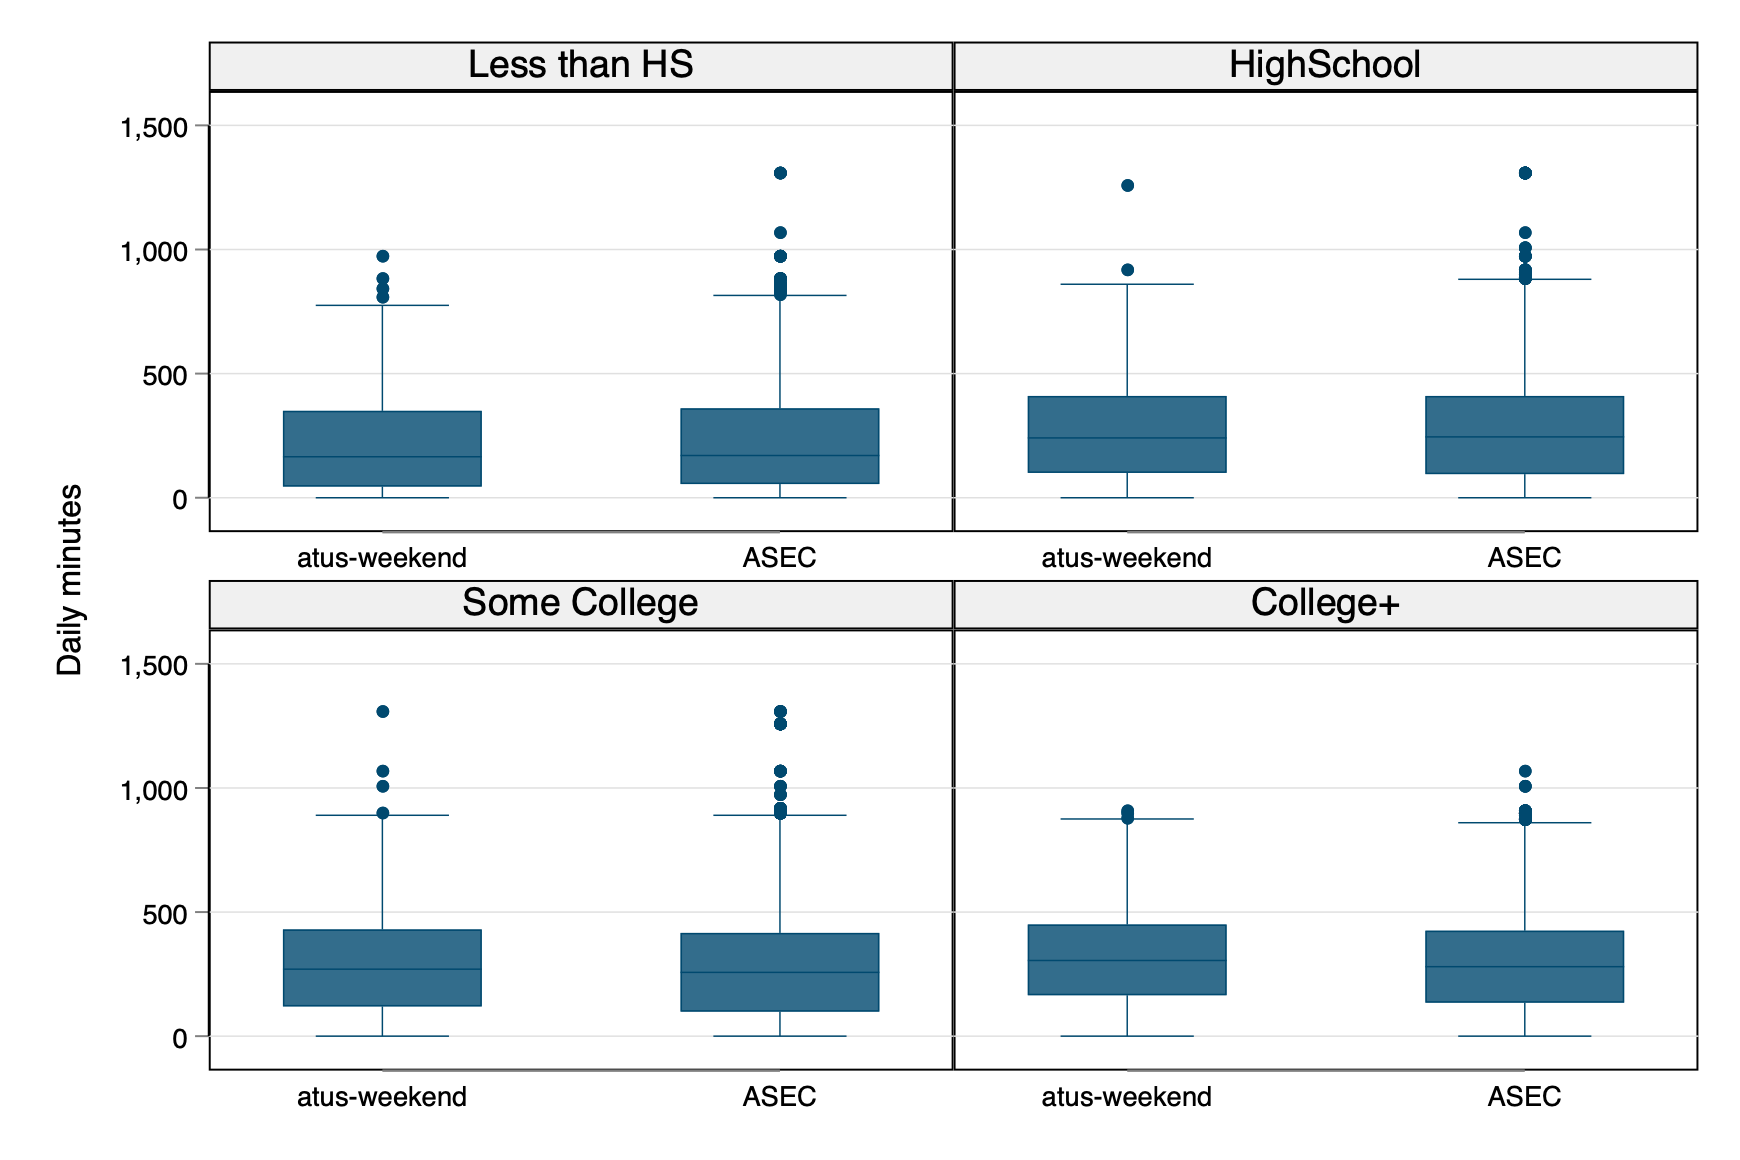 Less than HS
HighSchool
1,500
1,000
500
0
atus-weekend
ASEC
atus-weekend
ASEC
Daily minutes
Some College
College+
1,500
1,000
500
0
atus-weekend
ASEC
atus-weekend
ASEC